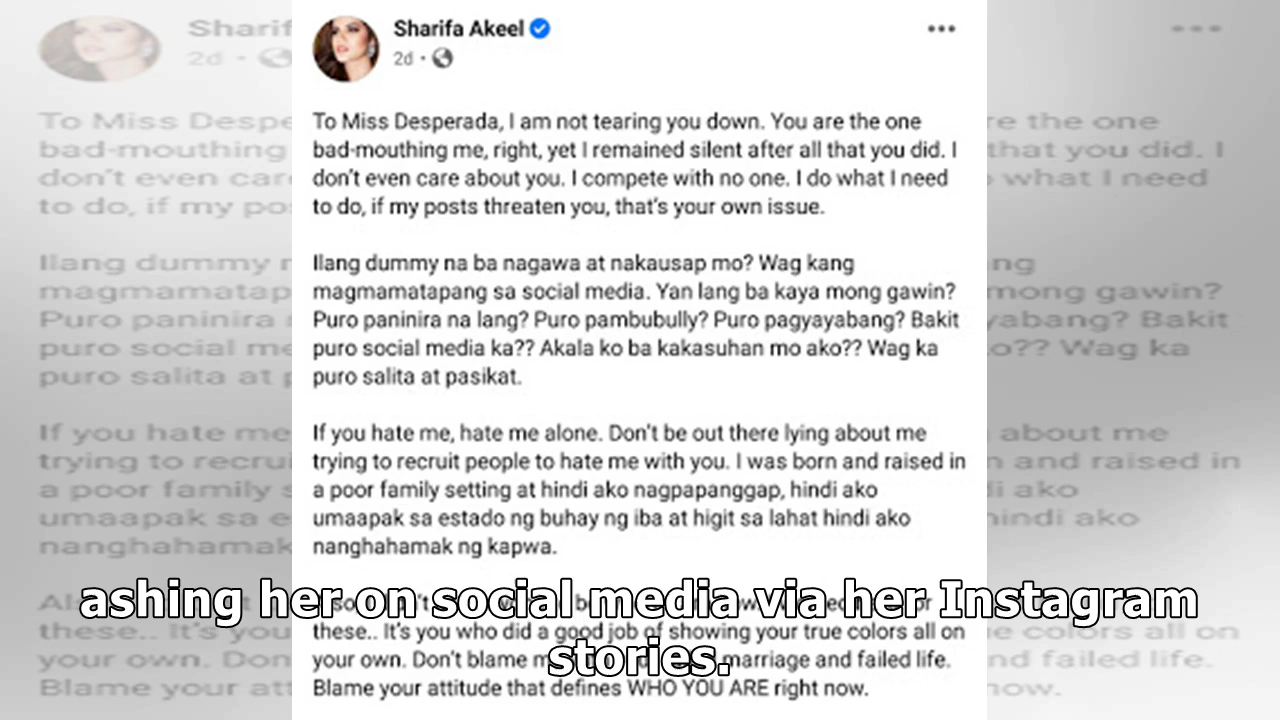 Sharifa Akeel
2d
To Miss Desperada, I am not tearing you down. You are the one
bad-mouthing me, right, yet I remained silent after all that you did. I
don't even care about you. I compete with no one. I do what I need
to do, if my posts threaten you, that's your own issue.
Ilang dummy na ba nagawa at nakausap mo? Wag kang
magmamatapang sa social media. Yan lang ba kaya mong gawin?
Puro paninira na lang? Puro pambubully? Puro pagyayabang? Bakit
puro social media ka?? Akala ko ba kakasuhan mo ako?? Wag ka
puro salita at pasikat.
If you hate me, hate me alone. Don't be out there lying about me
trying to recruit people to hate me with you. I was born and raised in
a poor family setting at hindi ako nagpapanggap, hindi ako
umaapak sa estado ng buhay ng iba at higit sa lahat hindi ako
nanghahamak ng kapwa.
ashing her on social media via her Instagram
stories.
these.. It's you who did a good job of showing your true colors all on
your own. Don't blame marriage and failed life.
Blame your attitude that defines WHO YOU ARE right now.